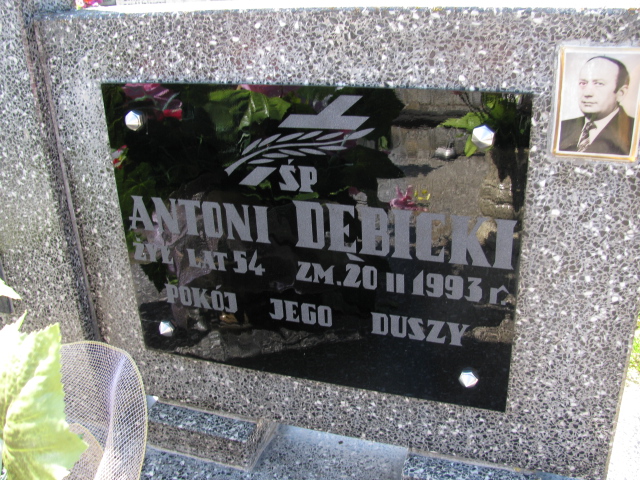 ŚP
ANTONI DĘBICKI
ŻYŁ LAT 54 ZM. 20 II 1993 r.
POKÓJ JEGO DUSZY